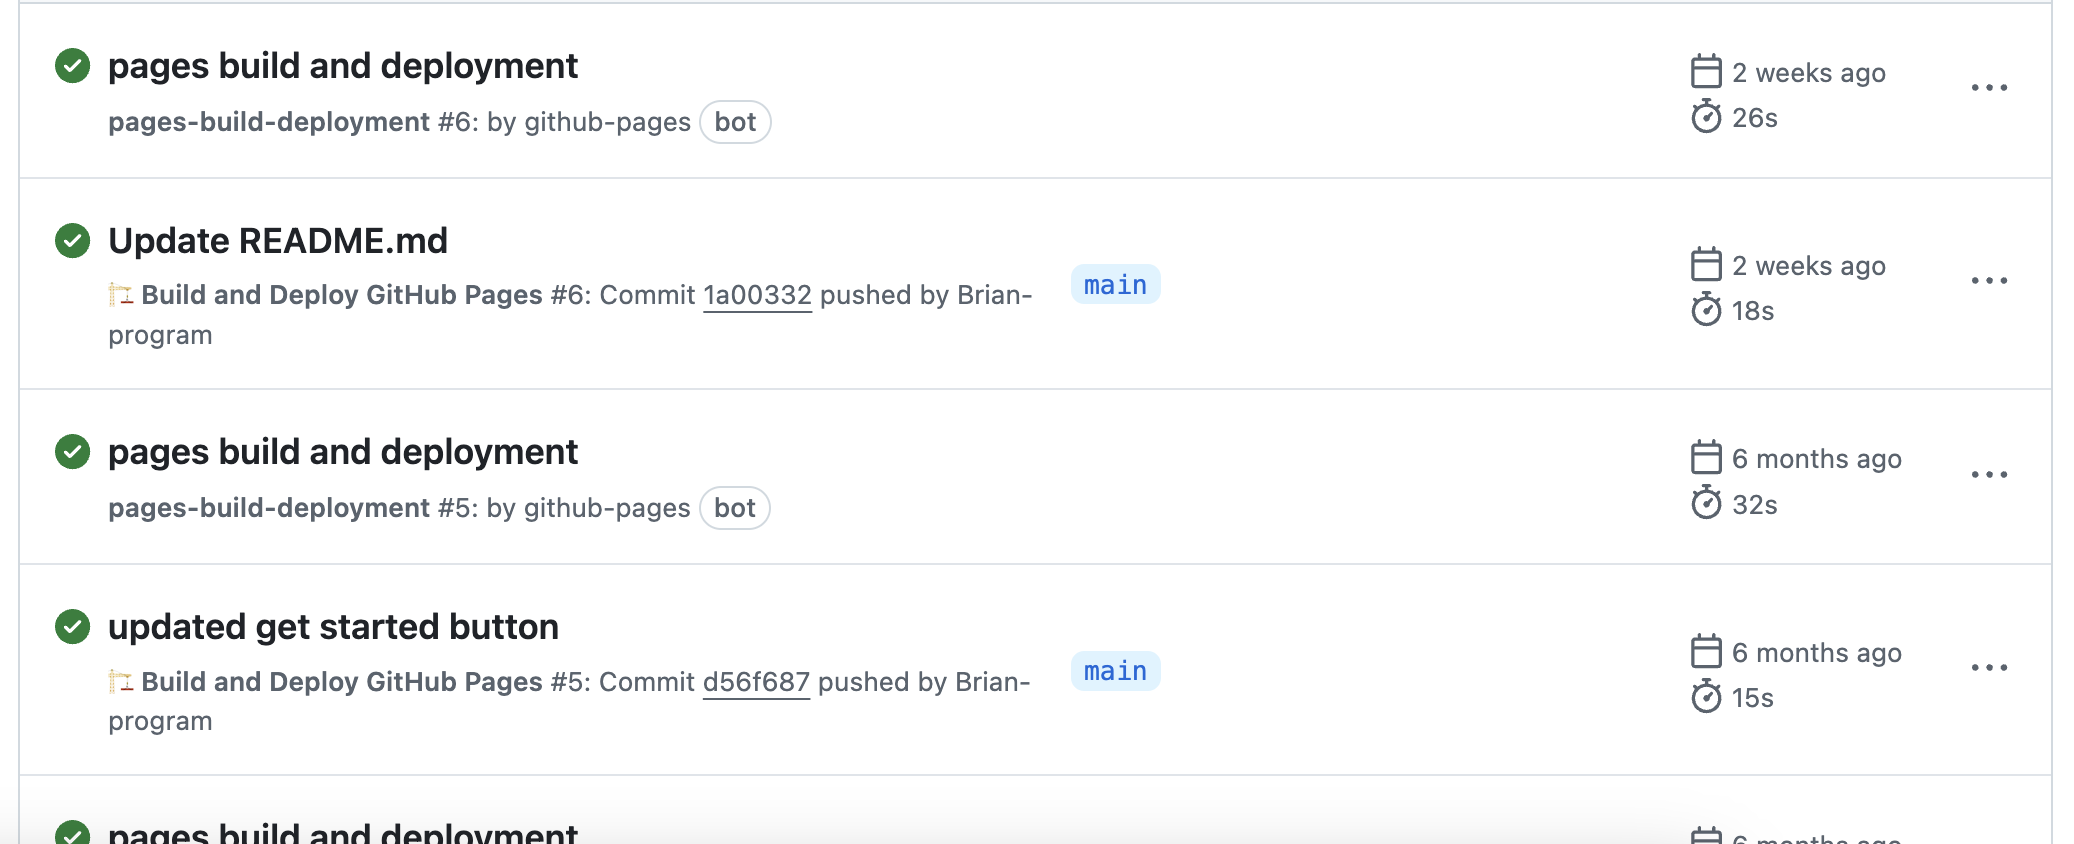 pages build and deployment
pages-build-deployment #6: by github-pages bot
2 weeks ago
26s
Update README.md
Build and Deploy GitHub Pages #6: Commit 1a00332 pushed by Brian-
program
main
2 weeks ago
18s
pages build and deployment
pages-build-deployment #5: by github-pages bot
6 months ago
32s
updated get started button
Build and Deploy GitHub Pages #5: Commit d56f687 pushed by Brian-
program
main
6 months ago
15s
pages build and deployment
6 months ago